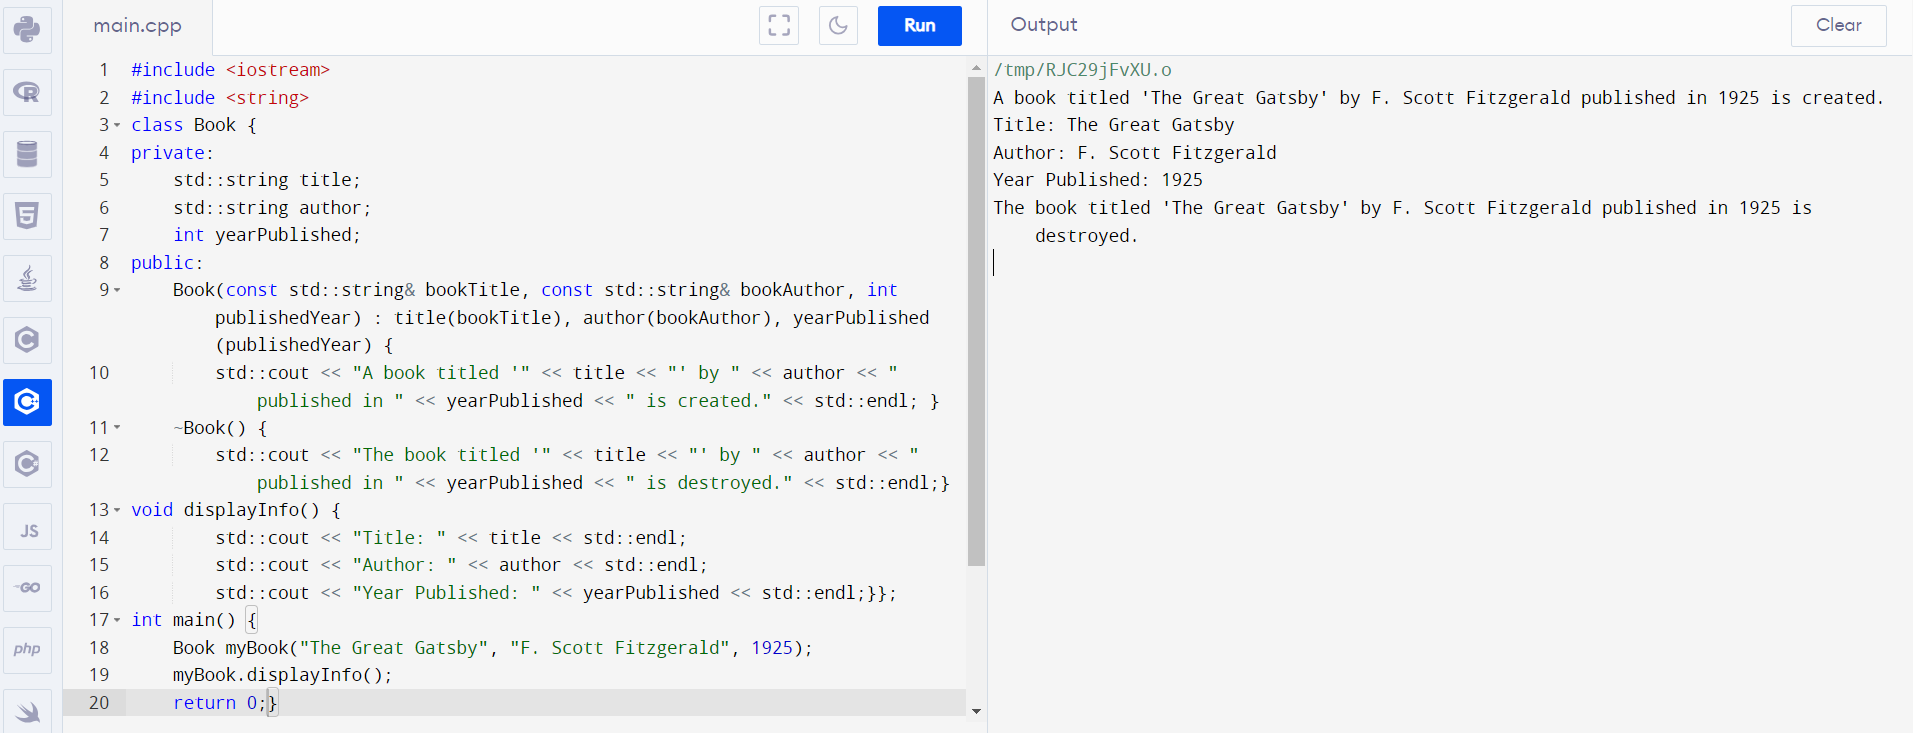 main.cpp
Run
Output
Clear
1 #include <iostream>
2 #include <string>
3 class Book {
4 private:
5     std::string title;
6     std::string author;
7     int yearPublished;
8 public:
9     Book(const std::string& bookTitle, const std::string& bookAuthor, int
        publishedYear) : title(bookTitle), author(bookAuthor), yearPublished
        (publishedYear) {
10         std::cout << "A book titled '" << title << "' by " << author << "
            published in " << yearPublished << " is created." << std::endl; }
11     ~Book() {
12         std::cout << "The book titled '" << title << "' by " << author << "
            published in " << yearPublished << " is destroyed." << std::endl;}
13 void displayInfo() {
14         std::cout << "Title: " << title << std::endl;
15         std::cout << "Author: " << author << std::endl;
16         std::cout << "Year Published: " << yearPublished << std::endl;}};
17 int main() {
18     Book myBook("The Great Gatsby", "F. Scott Fitzgerald", 1925);
19     myBook.displayInfo();
20     return 0;}
/tmp/RJC29jFvXU.o
A book titled 'The Great Gatsby' by F. Scott Fitzgerald published in 1925 is created.
Title: The Great Gatsby
Author: F. Scott Fitzgerald
Year Published: 1925
The book titled 'The Great Gatsby' by F. Scott Fitzgerald published in 1925 is
    destroyed.
R
5
C
C
C
JS
GO
php